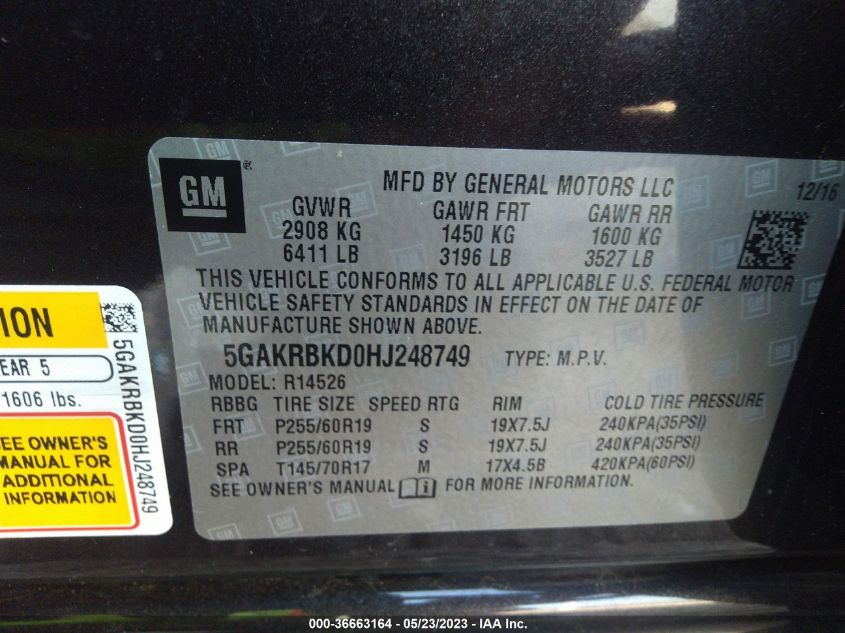 GM
MFD BY GENERAL MOTORS LLC
12/16
GVWR GAWR FRT GAWR RR
2908 KG 1450 KG 1600 KG
6411 LB 3196 LB 3527 LB
THIS VEHICLE CONFORMS TO ALL APPLICABLE U.S. FEDERAL MOTOR
VEHICLE SAFETY STANDARDS IN EFFECT ON THE DATE OF
MANUFACTURE SHOWN ABOVE.
5GAKRBKD0HJ248749 TYPE: M.P.V.
MODEL: R14526
RBBG TIRE SIZE SPEED RTG RIM COLD TIRE PRESSURE
FRT P255/60R19 S 19X7.5J 240KPA(35PSI)
RR P255/60R19 S 19X7.5J 240KPA(35PSI)
SPA T145/70R17 M 17X4.5B 420KPA(60PSI)
SEE OWNER'S MANUAL i FOR MORE INFORMATION.
ION
EAR 5
1606 lbs.
SEE OWNER'S
MANUAL FOR
ADDITIONAL
INFORMATION
5GAKRBKD0HJ248749
000-36663164 - 05/23/2023 - IAA Inc.